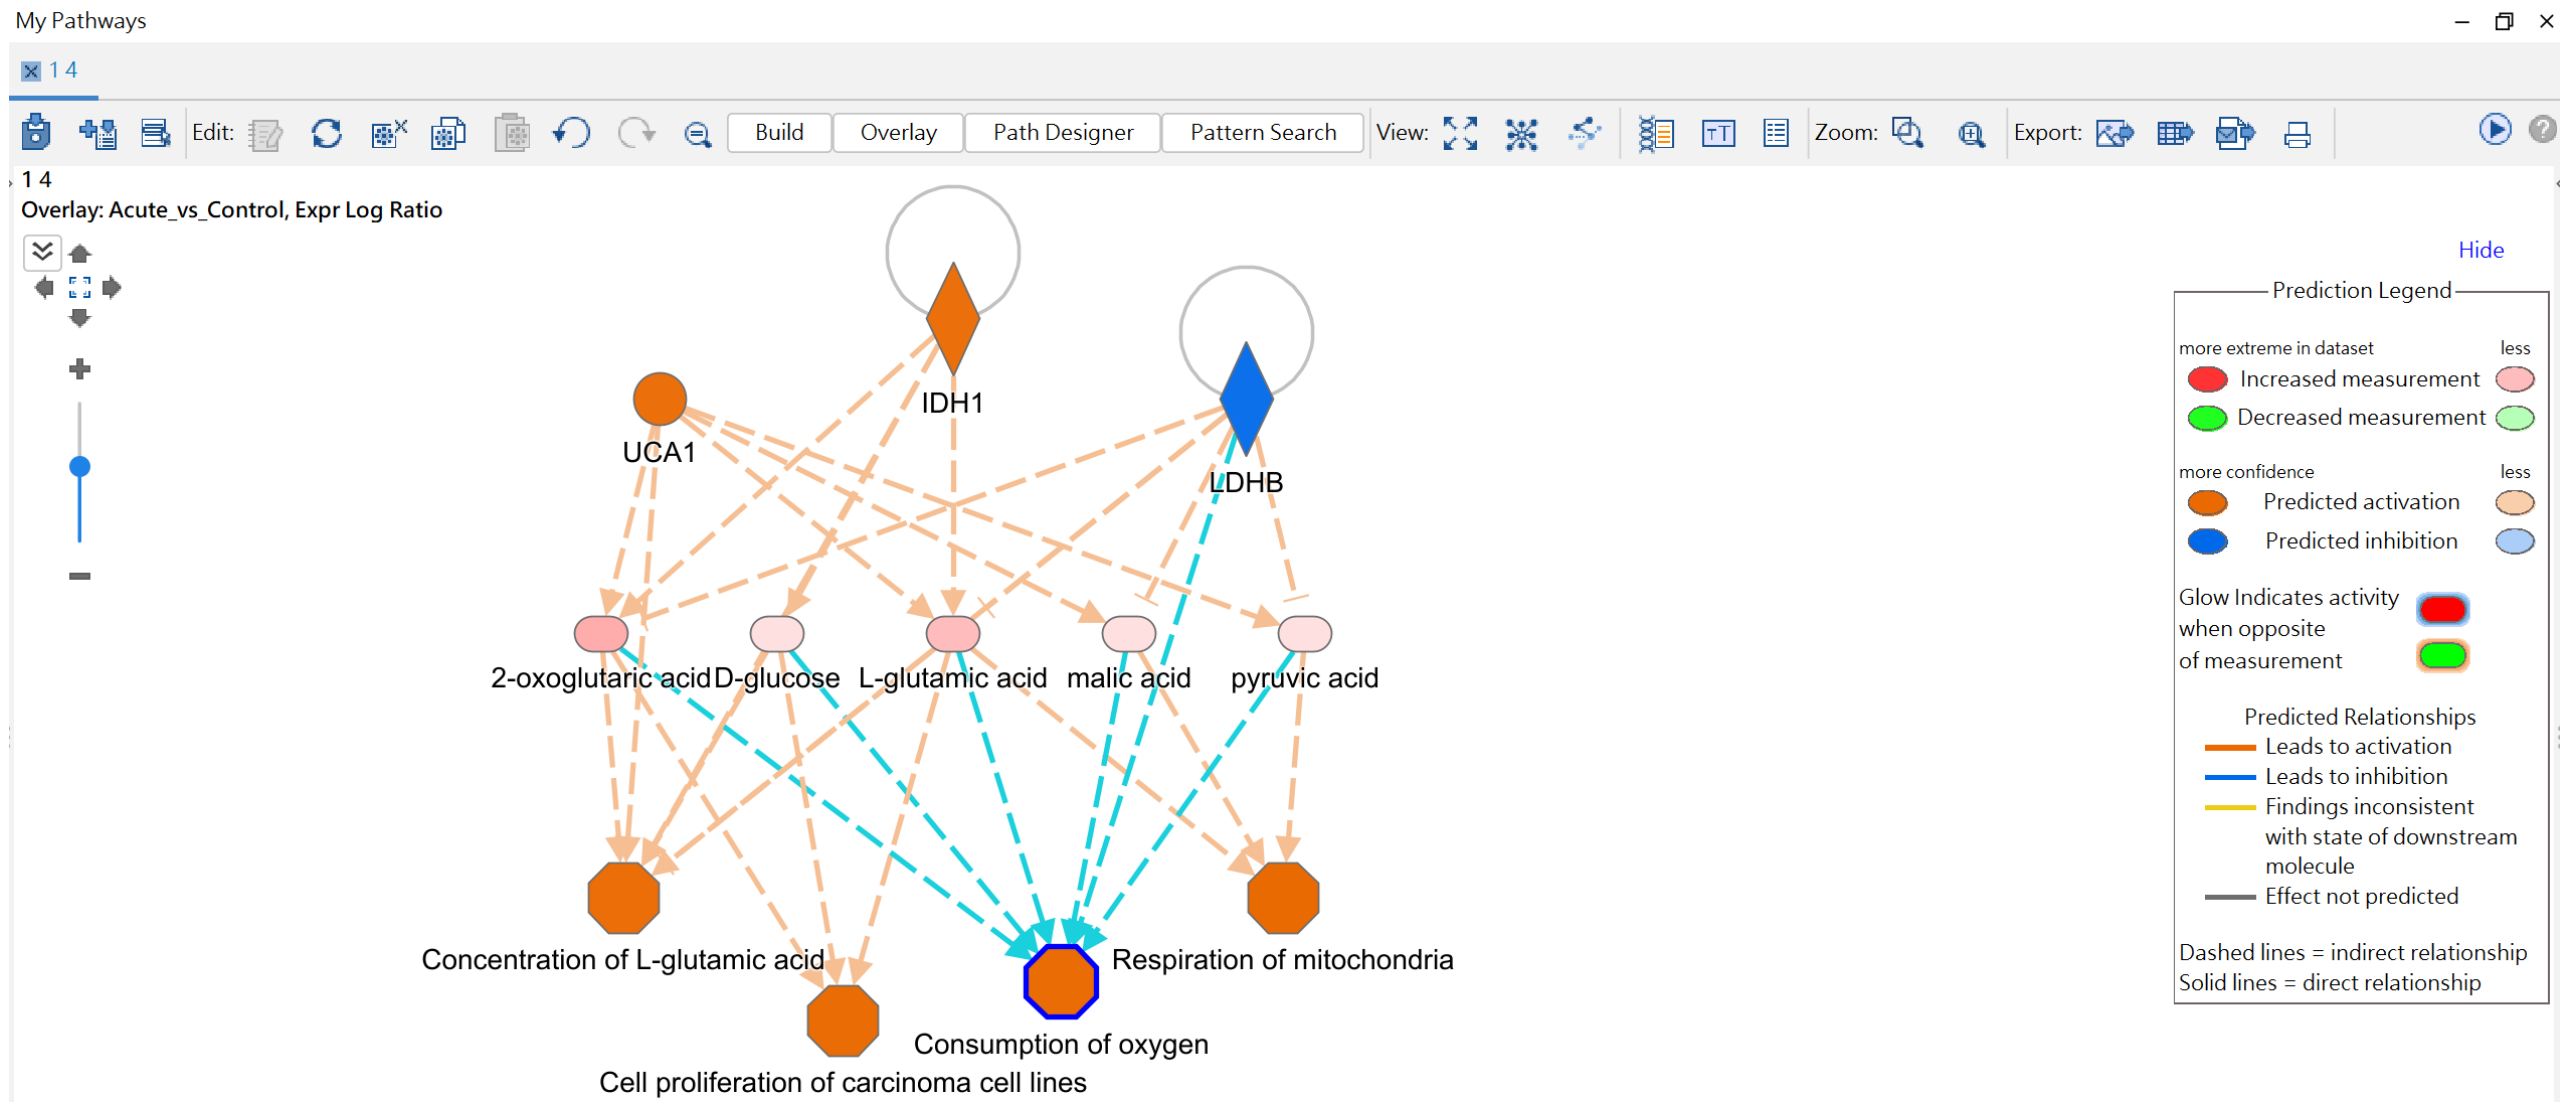 My Pathways
1 4
Edit:
Build
Overlay
Path Designer
Pattern Search
View:
Zoom:
Export:
1 4
Overlay: Acute_vs_Control, Expr Log Ratio
Hide
IDH1
UCA1
LDHB
2-oxoglutaric acid
D-glucose
L-glutamic acid
malic acid
pyruvic acid
Concentration of L-glutamic acid
Respiration of mitochondria
Consumption of oxygen
Cell proliferation of carcinoma cell lines
Prediction Legend
more extreme in dataset less
Increased measurement
Decreased measurement
more confidence less
Predicted activation
Predicted inhibition
Glow Indicates activity
when opposite
of measurement
Predicted Relationships
Leads to activation
Leads to inhibition
Findings inconsistent
with state of downstream
molecule
Effect not predicted
Dashed lines = indirect relationship
Solid lines = direct relationship